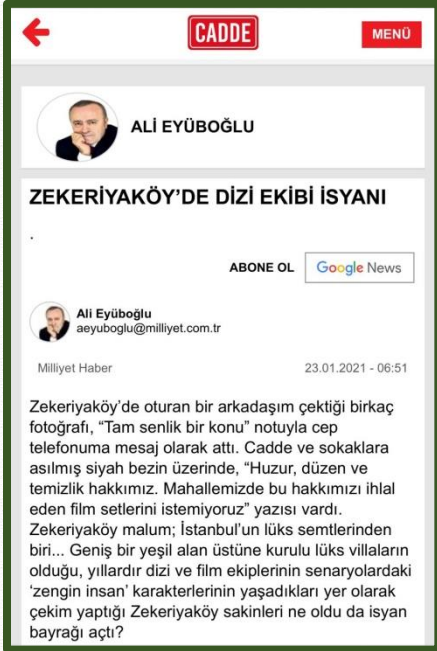 CADDE
MENÜ
ALİ EYÜBOĞLU
ZEKERİYAKÖY’DE DİZİ EKİBİ İSYANI
.
ABONE OL Google News
Ali Eyüboğlu
aeyuboglu@milliyet.com.tr
Milliyet Haber 23.01.2021 - 06:51
Zekeriyaköy’de oturan bir arkadaşım çektiği birkaç
fotoğrafı, “Tam senlik bir konu” notuyla cep
telefonuma mesaj olarak attı. Cadde ve sokaklara
asılmış siyah bezin üzerinde, “Huzur, düzen ve
temizlik hakkımız. Mahallemizde bu hakkımızı ihlal
eden film setlerini istemiyoruz” yazısı vardı.
Zekeriyaköy malum; İstanbul’un lüks semtlerinden
biri... Geniş bir yeşil alan üstüne kurulu lüks villaların
olduğu, yıllardır dizi ve film ekiplerinin senaryolardaki
‘zengin insan’ karakterlerinin yaşadıkları yer olarak
çekim yaptığı Zekeriyaköy sakinleri ne oldu da isyan
bayrağı açtı?